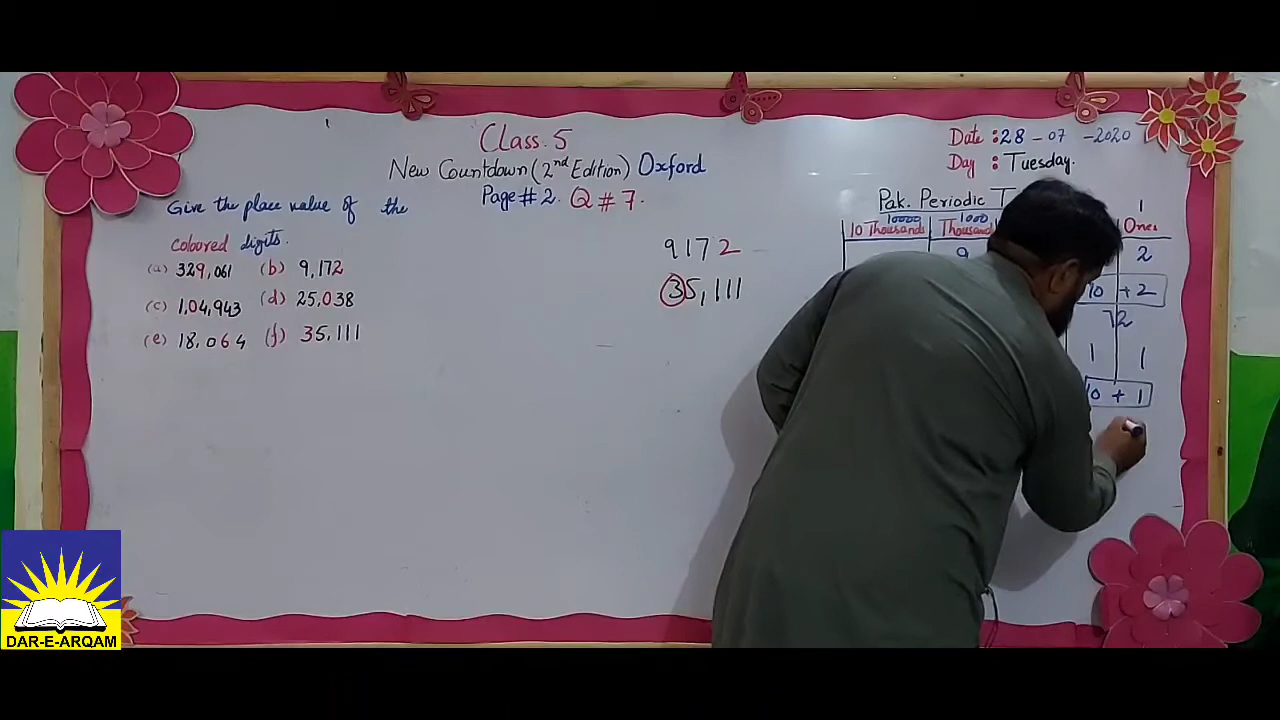 Class. 5
New Countdown (2nd Edition) Oxford
Page # 2. Q # 7.
Date : 28 - 07 - 2020
Day : Tuesday.
Give the place value of the
coloured digits.
(a) 329,061 (b) 9,172
(c) 1,04,943 (d) 25,038
(e) 18,064 (f) 35,111
9172
35,111
Pak. Periodic T
10000 1000 1
10 Thousands Thousands Ones
9 2
10 + 2
72
1 1
10 + 1
DAR-E-ARQAM